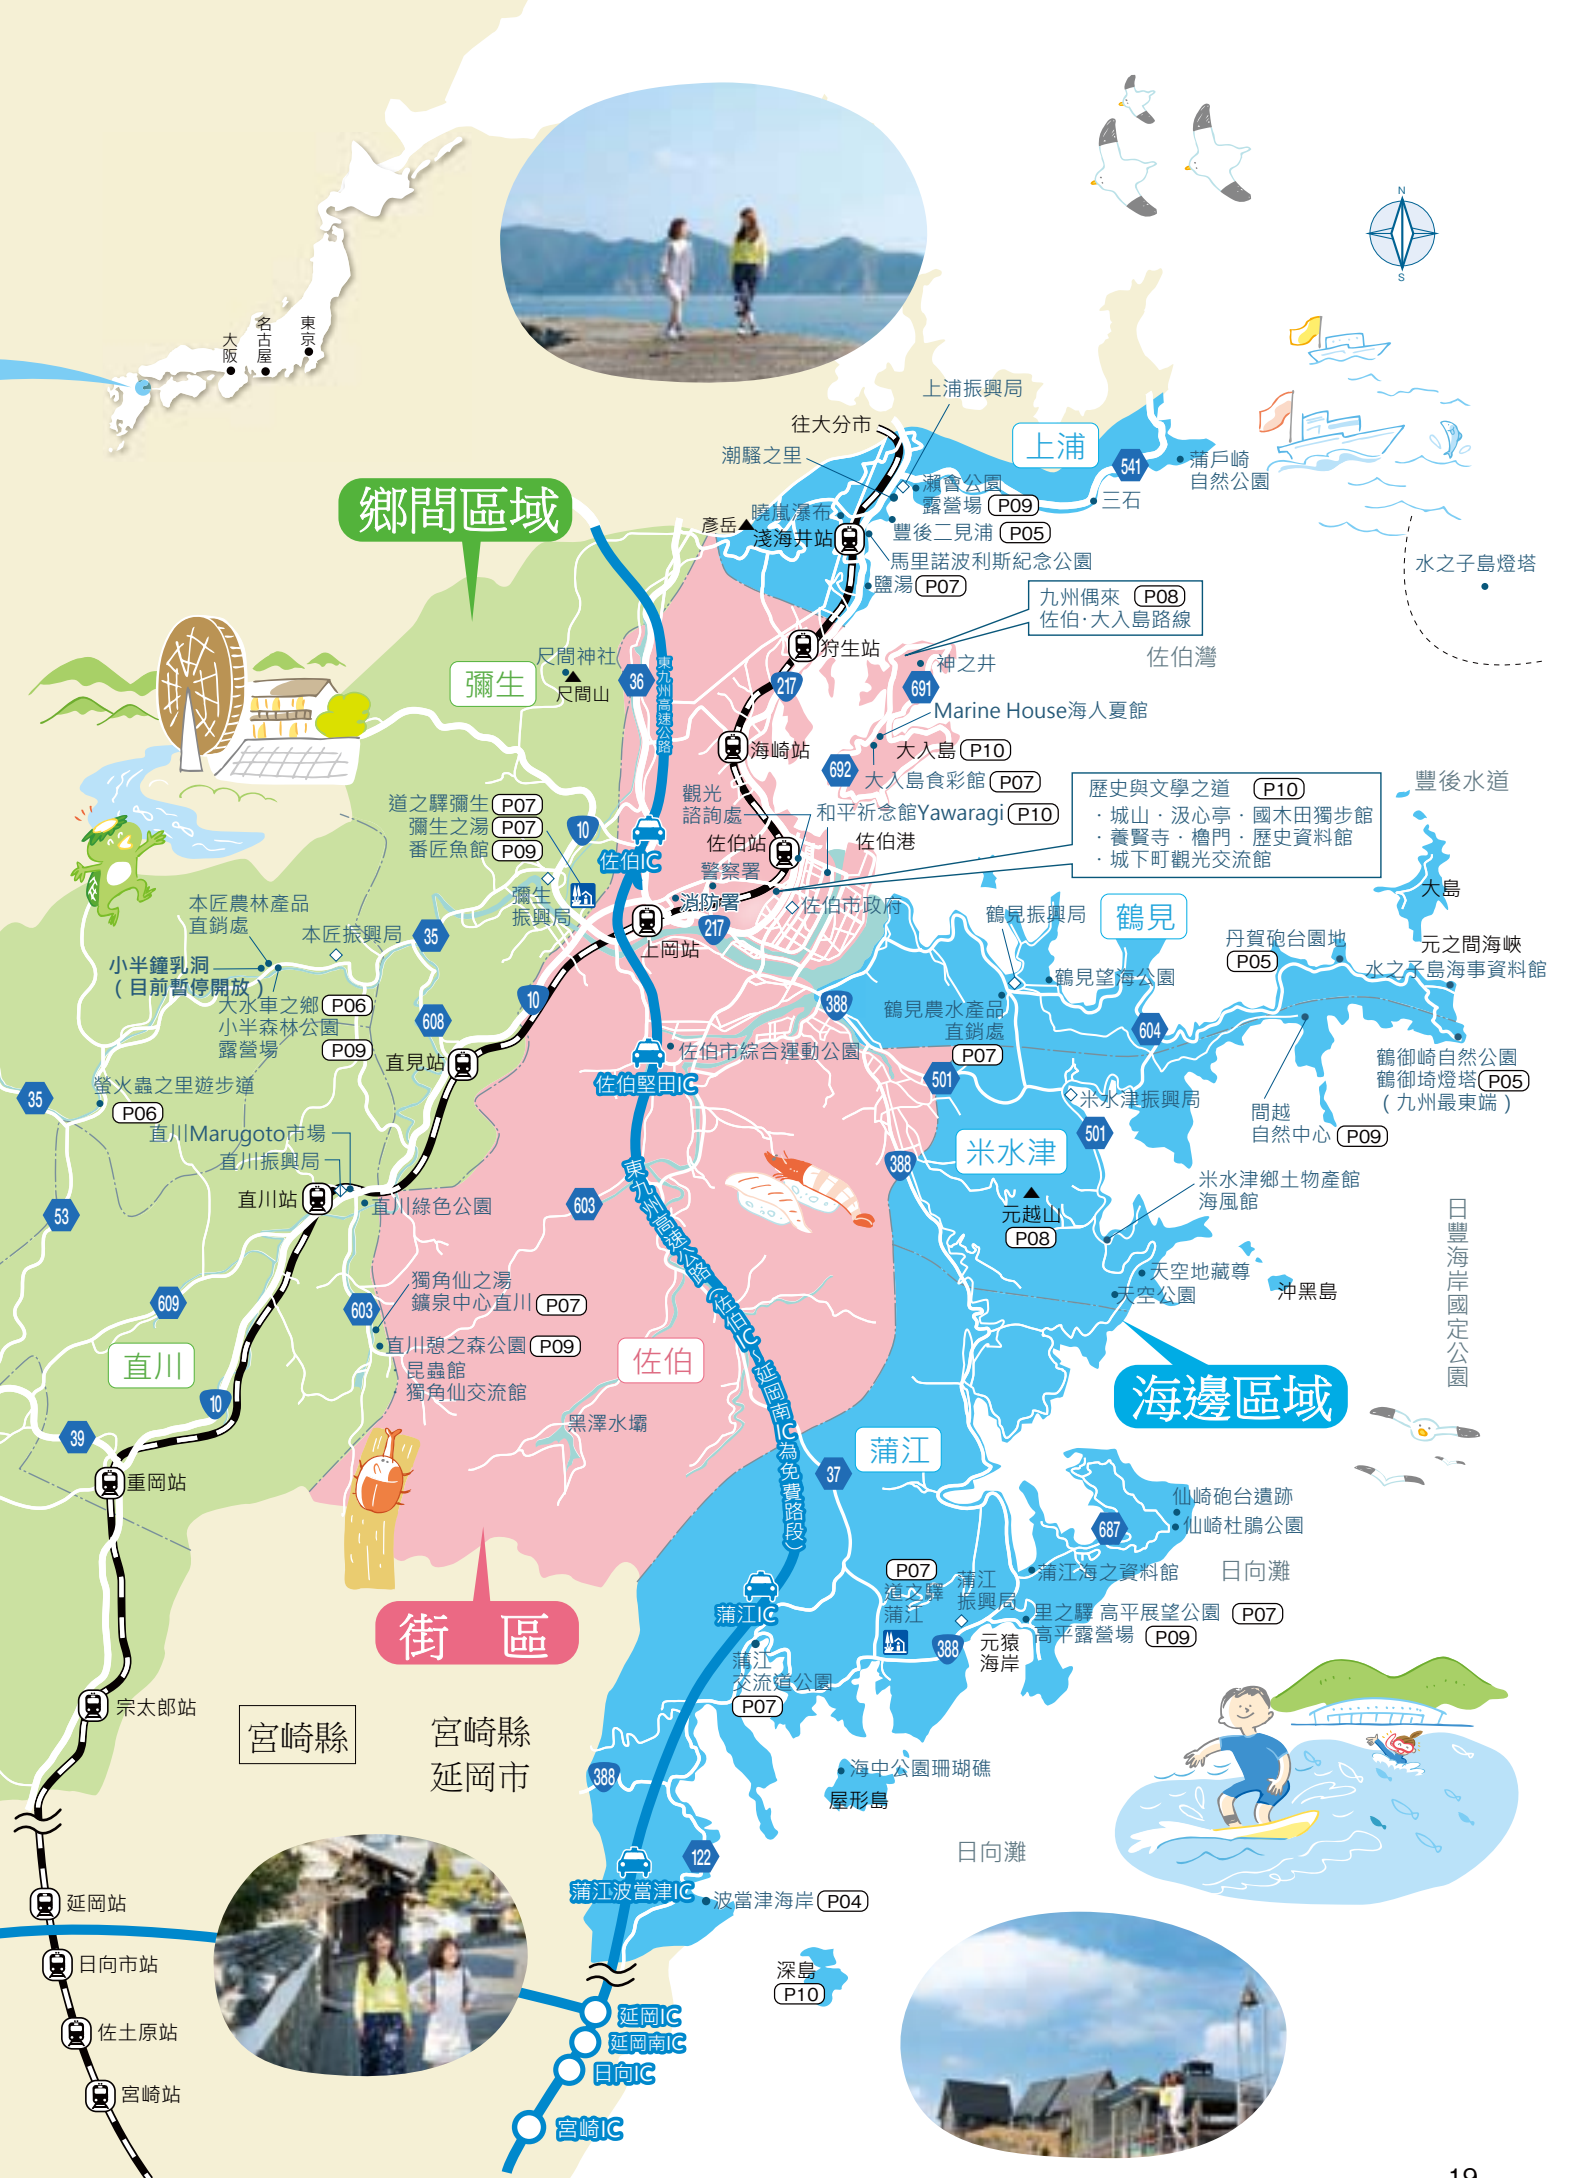 N
S
東京
名古屋
大阪
上浦振興局
往大分市
上浦
潮騷之里
541
蒲戶崎
自然公園
瀨會公園
露營場 P09
三石
鄉間區域
彥岳
曉嵐瀑布
淺海井站
豐後二見浦 P05
馬里諾波利斯紀念公園
鹽湯 P07
水之子島燈塔
九州偶來 P08
佐伯·大入島路線
狩生站
佐伯灣
神之井
尺間神社
尺間山
彌生
36
東九州高速公路
217
691
Marine House海人夏館
海崎站
大入島 P10
692
大入島食彩館 P07
豐後水道
歷史與文學之道 P10
·城山·汲心亭·國木田獨步館
·養賢寺·櫓門·歷史資料館
·城下町觀光交流館
觀光
諮詢處
和平祈念館Yawaragi P10
道之驛彌生 P07
彌生之湯 P07
番匠魚館 P09
10
佐伯IC
佐伯站
佐伯港
警察署
消防署
佐伯市政府
彌生
振興局
217
上岡站
大島
鶴見振興局
鶴見
本匠農林產品
直銷處
本匠振興局
35
丹賀砲台園地
P05
元之間海峽
水之子島海事資料館
小半鐘乳洞
(目前暫停開放)
大水車之鄉 P06
小半森林公園
露營場 P09
10
608
鶴見望海公園
鶴見農水產品
直銷處
P07
388
604
直見站
佐伯市綜合運動公園
佐伯堅田IC
501
鶴御崎自然公園
鶴御埼燈塔 P05
(九州最東端)
35
螢火蟲之里遊步道
P06
米水津振興局
間越
自然中心 P09
直川Marugoto市場
直川振興局
501
米水津
388
直川站
直川綠色公園
603
53
米水津鄉土物產館
海風館
元越山
P08
日豐海岸國定公園
天空地藏尊
天空公園
沖黑島
東九州高速公路(佐伯IC~延岡南IC為免費路段)
獨角仙之湯
鑛泉中心直川 P07
609
603
直川憩之森公園 P09
昆蟲館
獨角仙交流館
直川
佐伯
海邊區域
10
黑澤水壩
39
蒲江
37
重岡站
仙崎砲台遺跡
仙崎杜鵑公園
687
日向灘
P07
道之驛
蒲江
蒲江
振興局
蒲江海之資料館
里之驛 高平展望公園 P07
高平露營場 P09
蒲江IC
街 區
388
元猿
海岸
蒲江
交流道公園
P07
宗太郎站
宮崎縣
宮崎縣
延岡市
388
海中公園珊瑚礁
屋形島
日向灘
122
蒲江波當津IC
波當津海岸 P04
延岡站
日向市站
深島
P10
佐土原站
延岡IC
延岡南IC
日向IC
宮崎站
宮崎IC
19